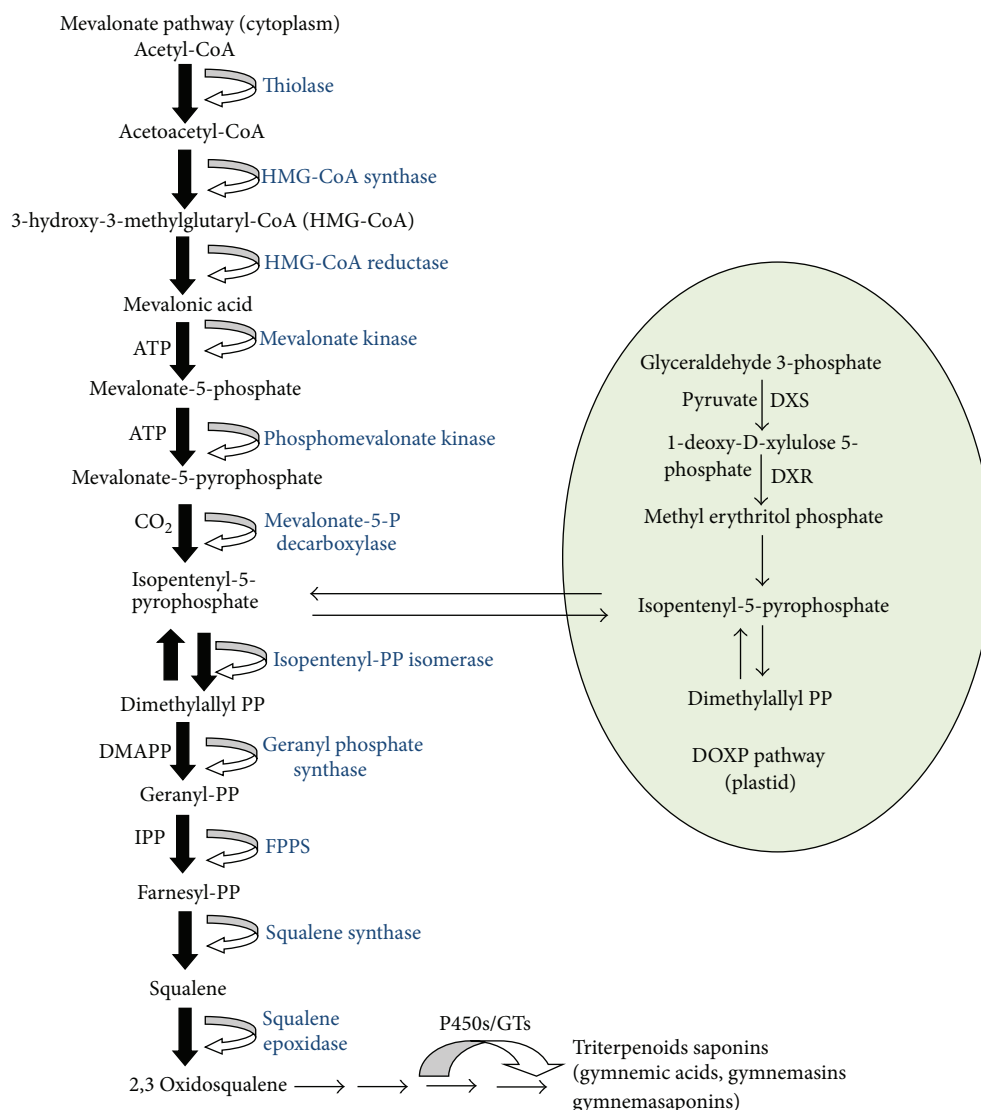 Mevalonate pathway (cytoplasm)
Acetyl-CoA
Thiolase
Acetoacetyl-CoA
HMG-CoA synthase
3-hydroxy-3-methylglutaryl-CoA (HMG-CoA)
HMG-CoA reductase
Mevalonic acid
ATP
Mevalonate kinase
Mevalonate-5-phosphate
ATP
Phosphomevalonate kinase
Mevalonate-5-pyrophosphate
CO₂
Mevalonate-5-P
decarboxylase
Isopentenyl-5-
pyrophosphate
Isopentenyl-PP isomerase
Dimethylallyl PP
DMAPP
Geranyl phosphate
synthase
Geranyl-PP
IPP
FPPS
Farnesyl-PP
Squalene synthase
Squalene
Squalene
epoxidase
2,3 Oxidosqualene
P450s/GTs
Triterpenoids saponins
(gymnemic acids, gymnemasins
gymnemasaponins)
Glyceraldehyde 3-phosphate
Pyruvate
DXS
1-deoxy-D-xylulose 5-
phosphate
DXR
Methyl erythritol phosphate
Isopentenyl-5-pyrophosphate
Dimethylallyl PP
DOXP pathway
(plastid)